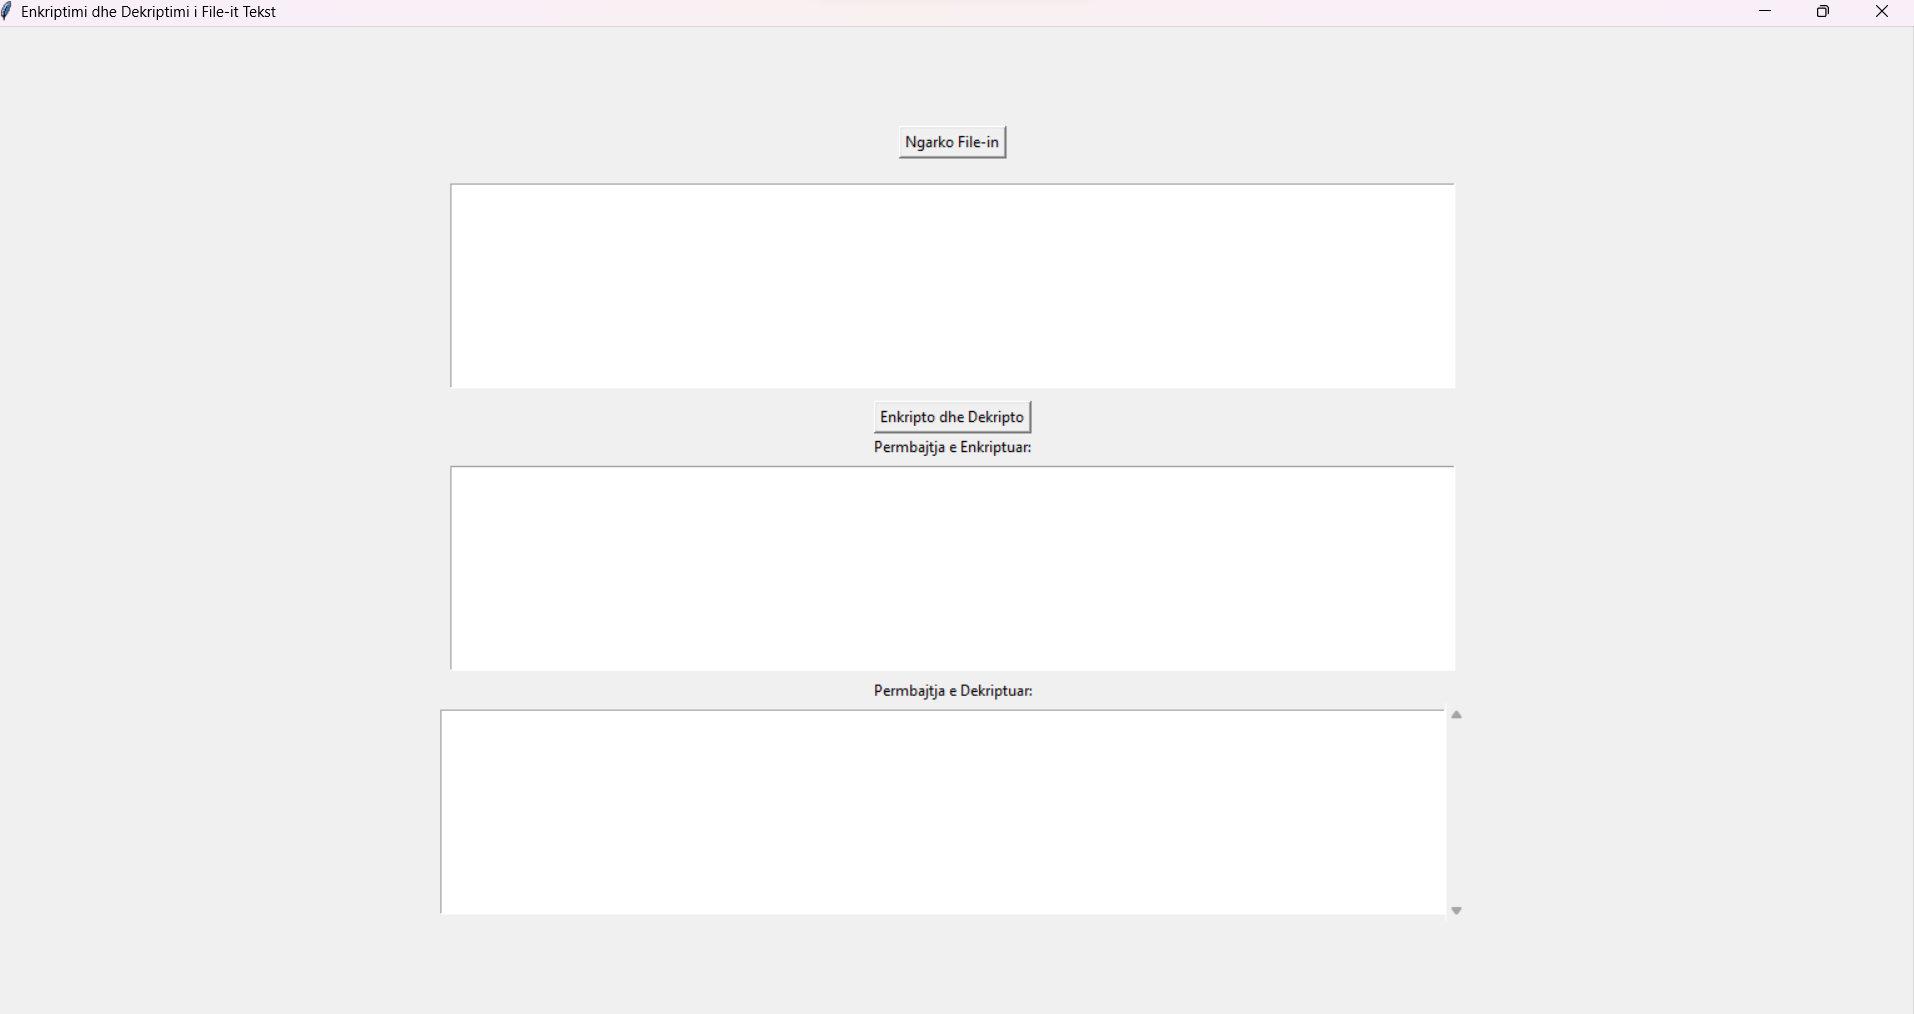 Enkriptimi dhe Dekriptimi i File-it Tekst
Ngarko File-in
Enkripto dhe Dekripto
Permbajtja e Enkriptuar:
Permbajtja e Dekriptuar: